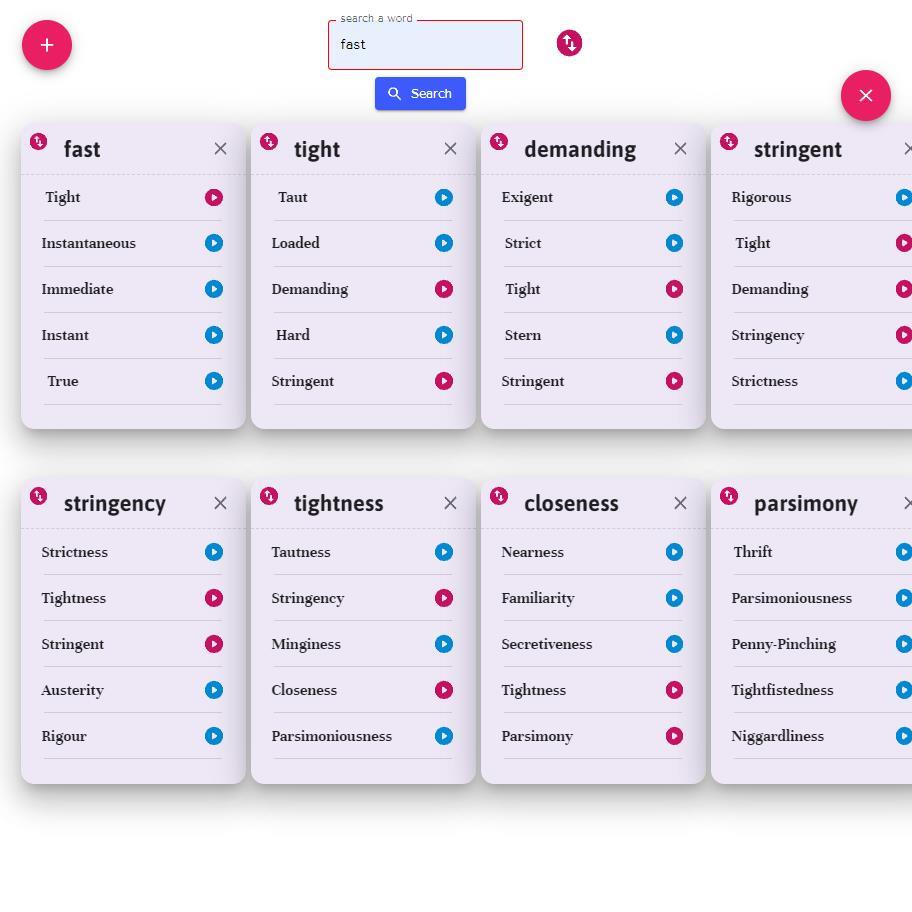 search a word
fast
Search
fast
Tight
Instantaneous
Immediate
Instant
True
tight
Taut
Loaded
Demanding
Hard
Stringent
demanding
Exigent
Strict
Tight
Stern
Stringent
stringent
Rigorous
Tight
Demanding
Stringency
Strictness
stringency
Strictness
Tightness
Stringent
Austerity
Rigour
tightness
Tautness
Stringency
Minginess
Closeness
Parsimoniousness
closeness
Nearness
Familiarity
Secretiveness
Tightness
Parsimony
parsimony
Thrift
Parsimoniousness
Penny-Pinching
Tightfistedness
Niggardliness